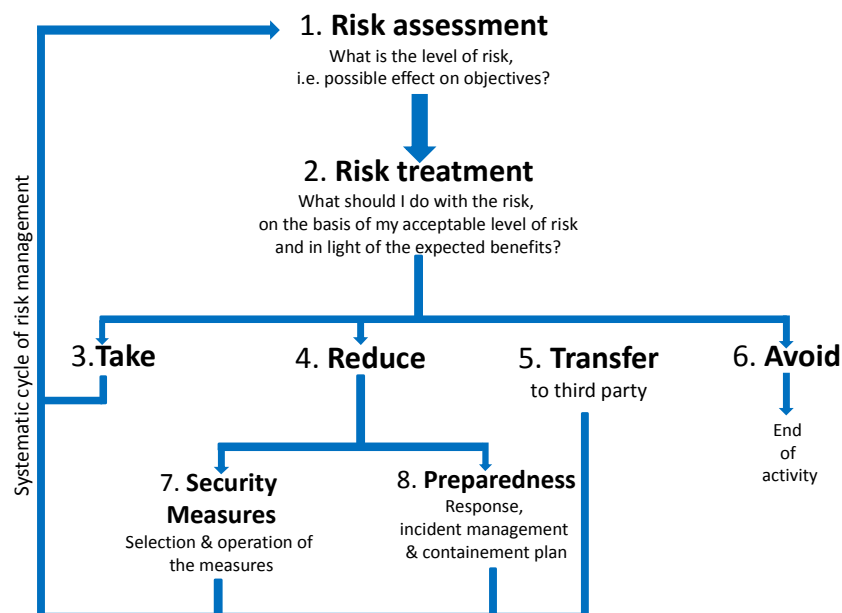 1. Risk assessment
What is the level of risk,
i.e. possible effect on objectives?
2. Risk treatment
What should I do with the risk,
on the basis of my acceptable level of risk
and in light of the expected benefits?
Systematic cycle of risk management
3.Take
4. Reduce
5. Transfer
to third party
6. Avoid
End
of
activity
7. Security
Measures
Selection & operation of
the measures
8. Preparedness
Response,
incident management
& containement plan